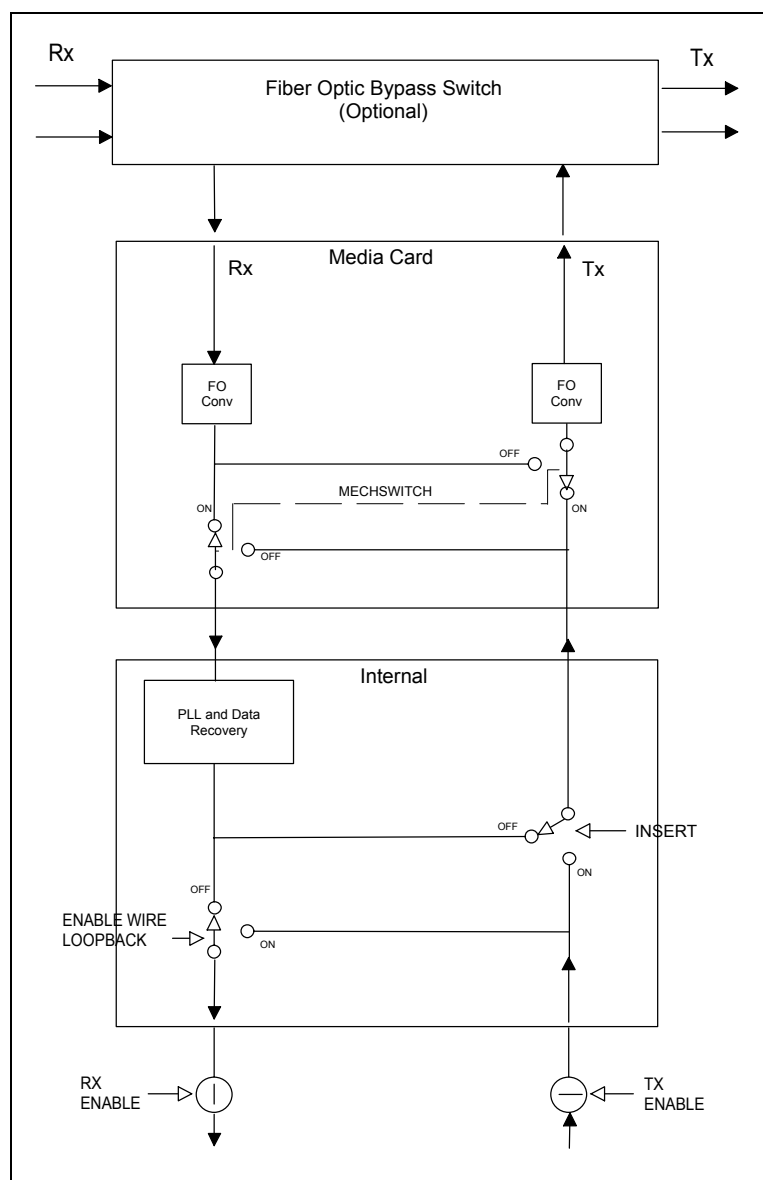 Rx
Tx
Fiber Optic Bypass Switch
(Optional)
Media Card
Rx
Tx
FO
Conv
FO
Conv
OFF
MECHSWITCH
ON
ON
OFF
Internal
PLL and Data
Recovery
OFF
INSERT
ON
OFF
ENABLE WIRE
LOOPBACK
ON
RX
ENABLE
TX
ENABLE